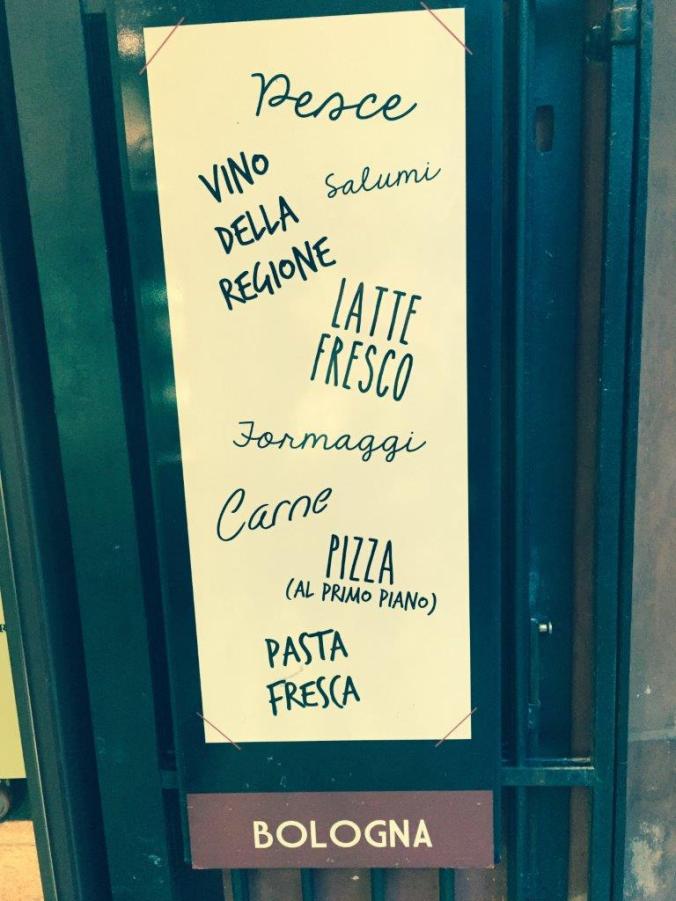 Pesce
VINO
Salumi
DELLA
REGIONE
LATTE
FRESCO
Formaggi
Carne
PIZZA
(AL PRIMO PIANO)
PASTA
FRESCA
BOLOGNA